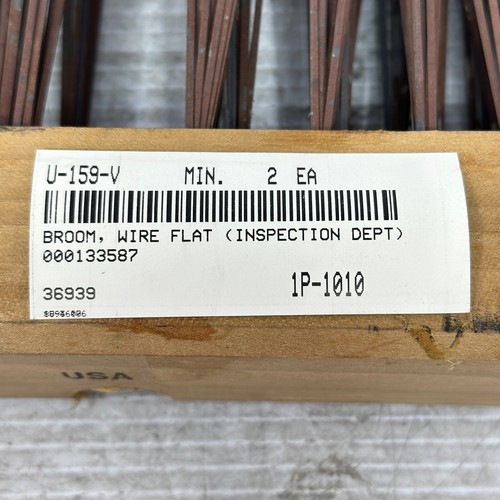 U-159-V MIN. 2 EA
BROOM, WIRE FLAT (INSPECTION DEPT)
000133587
36939 1P-1010
USA